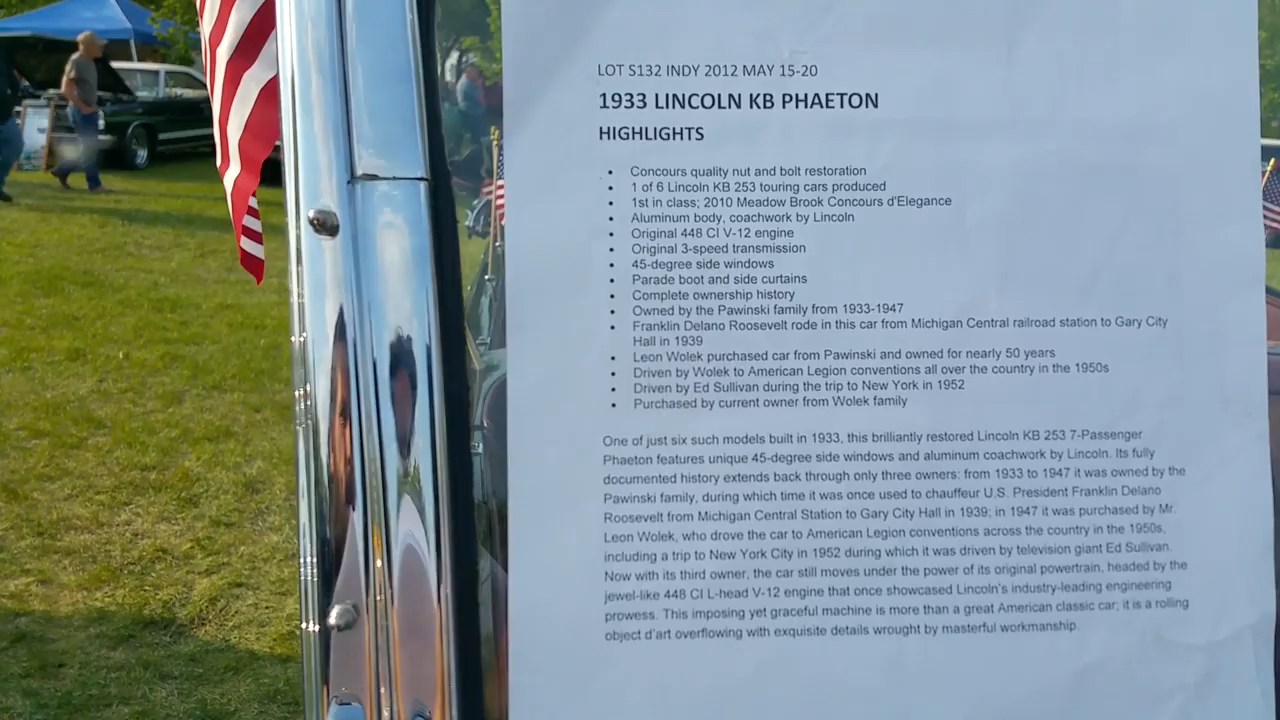 LOT S132 INDY 2012 MAY 15-20
1933 LINCOLN KB PHAETON
HIGHLIGHTS
• Concours quality nut and bolt restoration
• 1 of 6 Lincoln KB 253 touring cars produced
• 1st in class; 2010 Meadow Brook Concours d'Elegance
• Aluminum body, coachwork by Lincoln
• Original 448 CI V-12 engine
• Original 3-speed transmission
• 45-degree side windows
• Parade boot and side curtains
• Complete ownership history
• Owned by the Pawinski family from 1933-1947
• Franklin Delano Roosevelt rode in this car from Michigan Central railroad station to Gary City
Hall in 1939
• Leon Wolek purchased car from Pawinski and owned for nearly 50 years
• Driven by Wolek to American Legion conventions all over the country in the 1950s
• Driven by Ed Sullivan during the trip to New York in 1952
• Purchased by current owner from Wolek family
One of just six such models built in 1933, this brilliantly restored Lincoln KB 253 7-Passenger
Phaeton features unique 45-degree side windows and aluminum coachwork by Lincoln. Its fully
documented history extends back through only three owners: from 1933 to 1947 it was owned by the
Pawinski family, during which time it was once used to chauffeur U.S. President Franklin Delano
Roosevelt from Michigan Central Station to Gary City Hall in 1939; in 1947 it was purchased by Mr.
Leon Wolek, who drove the car to American Legion conventions across the country in the 1950s,
including a trip to New York City in 1952 during which it was driven by television giant Ed Sullivan.
Now with its third owner, the car still moves under the power of its original powertrain, headed by the
jewel-like 448 CI L-head V-12 engine that once showcased Lincoln's industry-leading engineering
prowess. This imposing yet graceful machine is more than a great American classic car; it is a rolling
object d'art overflowing with exquisite details wrought by masterful workmanship.